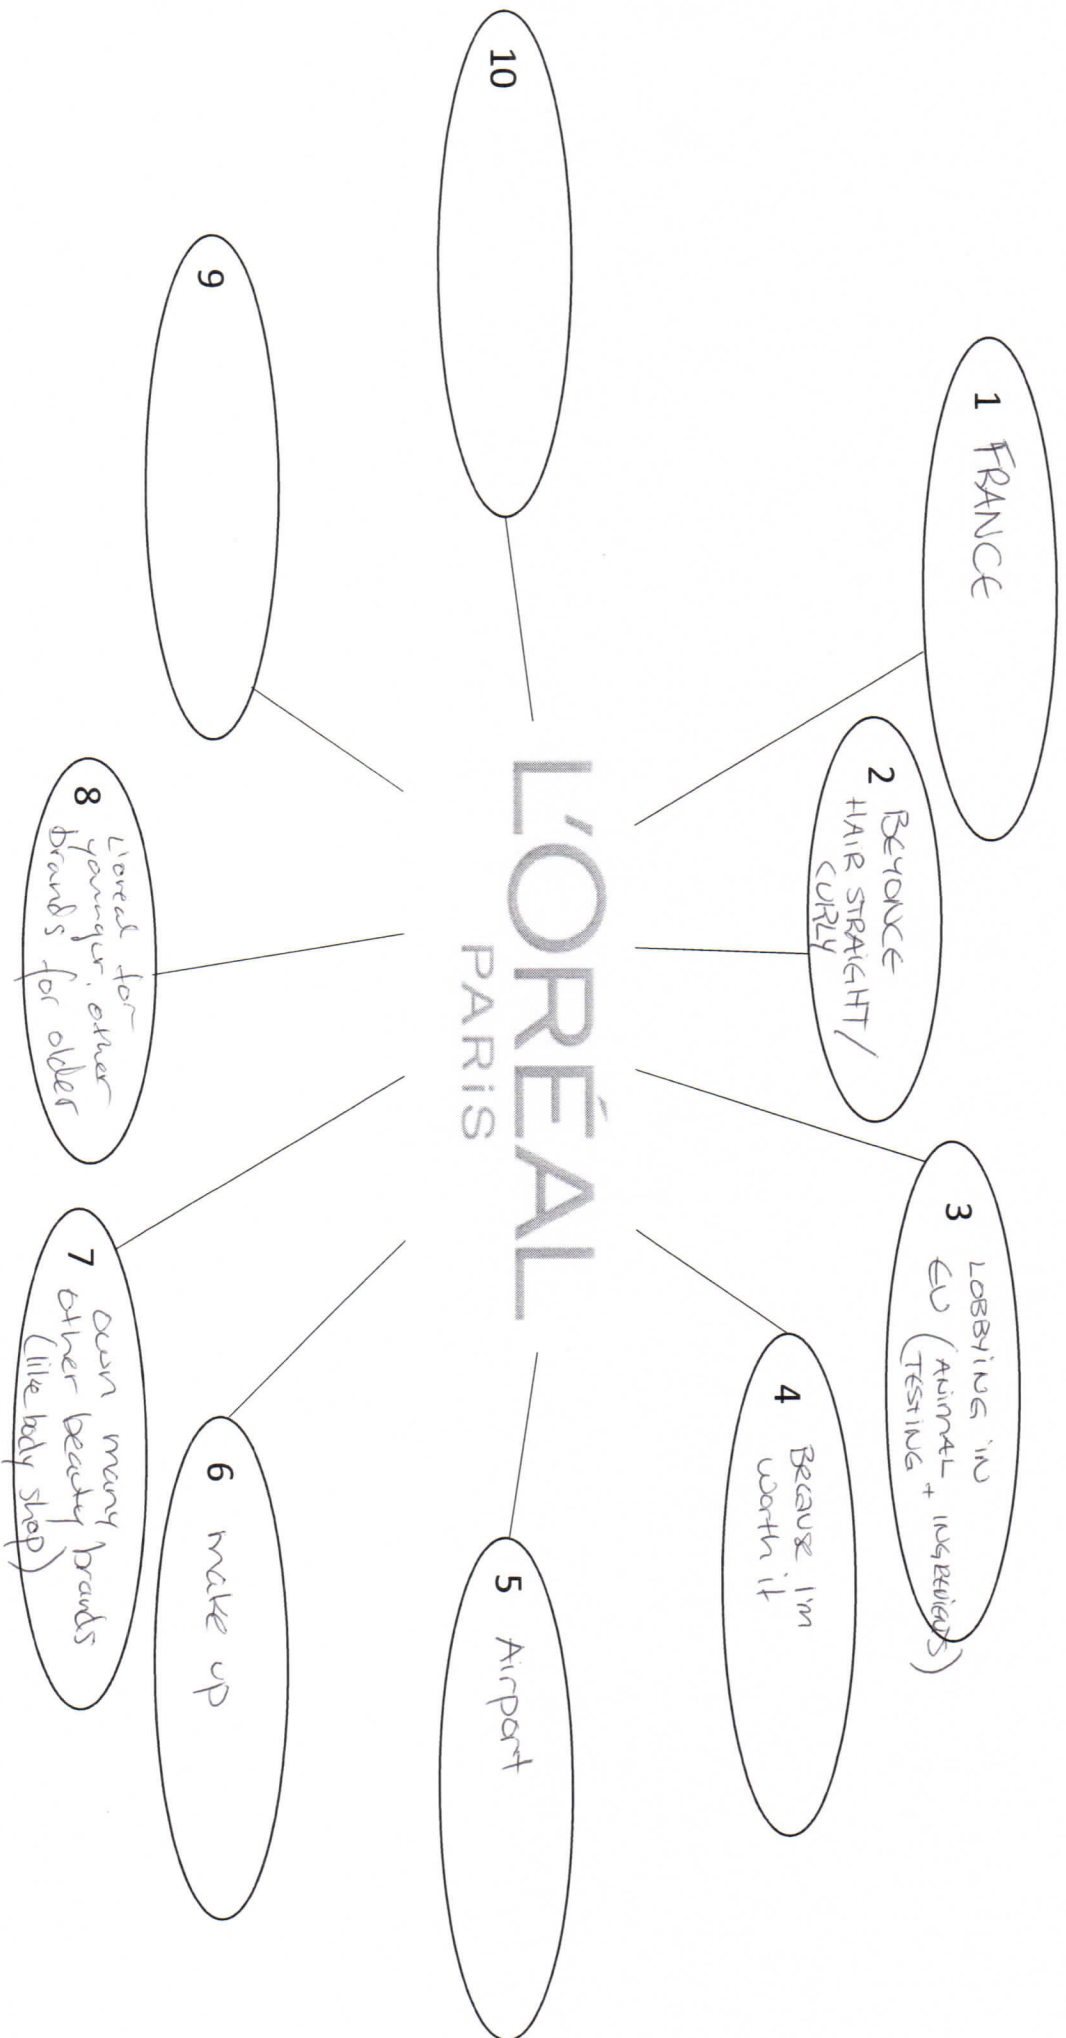 1 FRANCE
2 BEYONCE
HAIR STRAIGHT/
CURLY
3 LOBBYING IN
EU (ANIMAL + INGREDIENTS)
TESTING
4 Because I'm
worth it
5 Airport
6 make up
7 own many
other beauty brands
(like body shop)
8 L'oreal for
younger, other
brands for older
9
10
L'ORÉAL
PARiS